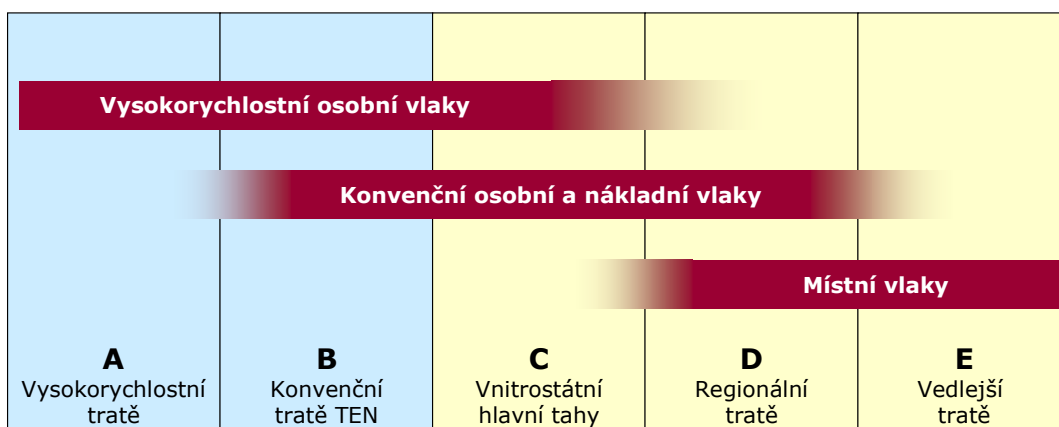 Vysokorychlostní osobní vlaky
Konvenční osobní a nákladní vlaky
Místní vlaky
A
Vysokorychlostní
tratě
B
Konvenční
tratě TEN
C
Vnitrostátní
hlavní tahy
D
Regionální
tratě
E
Vedlejší
tratě